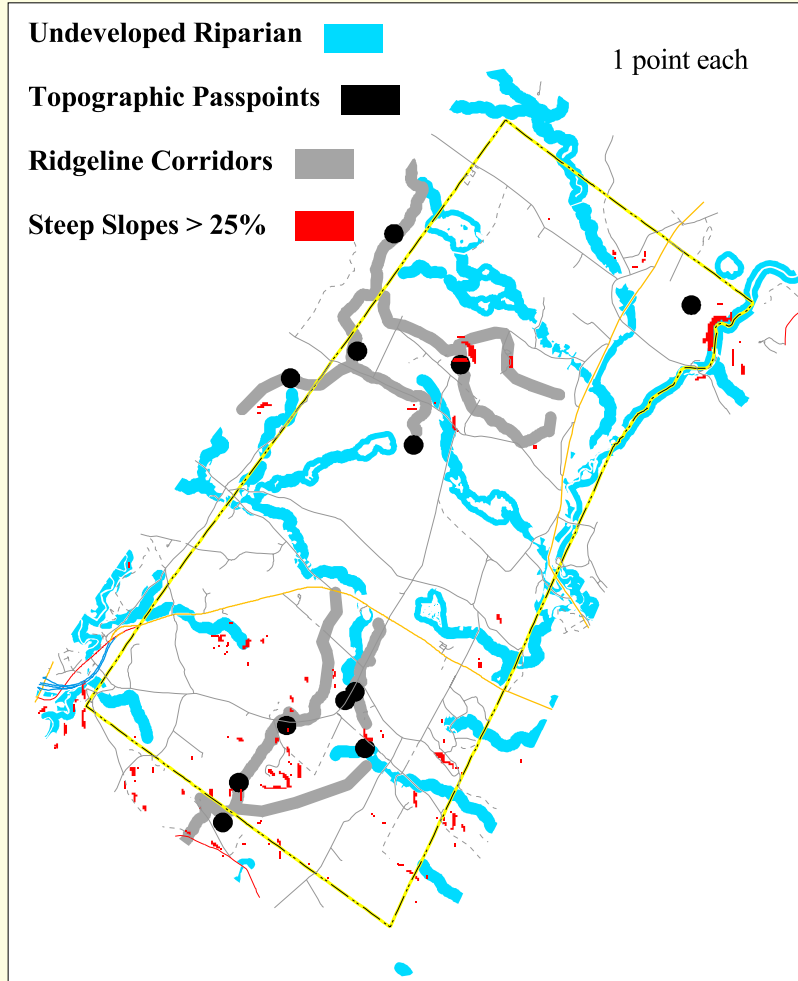 Undeveloped Riparian
1 point each
Topographic Passpoints
Ridgeline Corridors
Steep Slopes > 25%